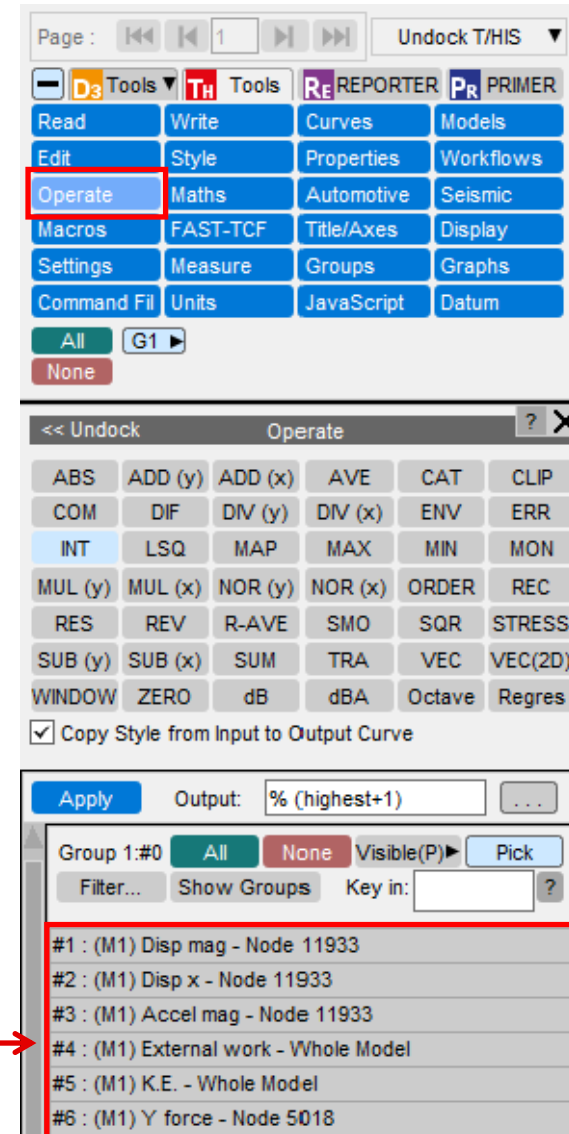 Page : 1 Undock T/HIS
D3 Tools TH Tools RE REPORTER PR PRIMER
Read Write Curves Models
Edit Style Properties Workflows
Operate Maths Automotive Seismic
Macros FAST-TCF Title/Axes Display
Settings Measure Groups Graphs
Command Fil Units JavaScript Datum
All G1
None
<< Undock Operate ? X
ABS ADD (y) ADD (x) AVE CAT CLIP
COM DIF DIV (y) DIV (x) ENV ERR
INT LSQ MAP MAX MIN MON
MUL (y) MUL (x) NOR (y) NOR (x) ORDER REC
RES REV R-AVE SMO SQR STRESS
SUB (y) SUB (x) SUM TRA VEC VEC(2D)
WINDOW ZERO dB dBA Octave Regres
Copy Style from Input to Output Curve
Apply Output: % (highest+1) ...
Group 1:#0 All None Visible(P) Pick
Filter... Show Groups Key in: ?
#1 : (M1) Disp mag - Node 11933
#2 : (M1) Disp x - Node 11933
#3 : (M1) Accel mag - Node 11933
#4 : (M1) External work - Whole Model
#5 : (M1) K.E. - Whole Model
#6 : (M1) Y force - Node 5018